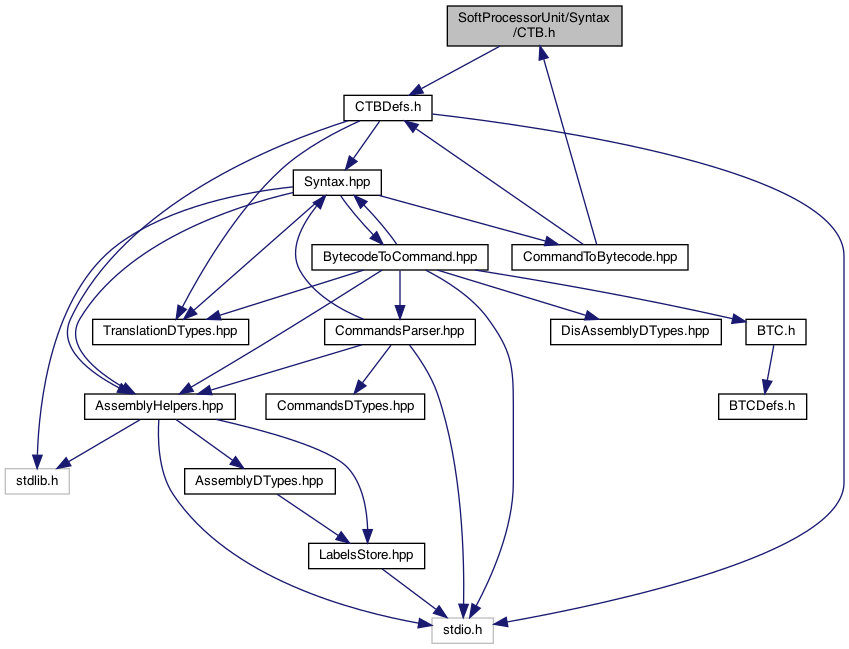 SoftProcessorUnit/Syntax
/CTB.h
CTBDefs.h
Syntax.hpp
BytecodeToCommand.hpp
CommandToBytecode.hpp
TranslationDTypes.hpp
CommandsParser.hpp
DisAssemblyDTypes.hpp
BTC.h
AssemblyHelpers.hpp
CommandsDTypes.hpp
BTCDefs.h
stdlib.h
AssemblyDTypes.hpp
LabelsStore.hpp
stdio.h